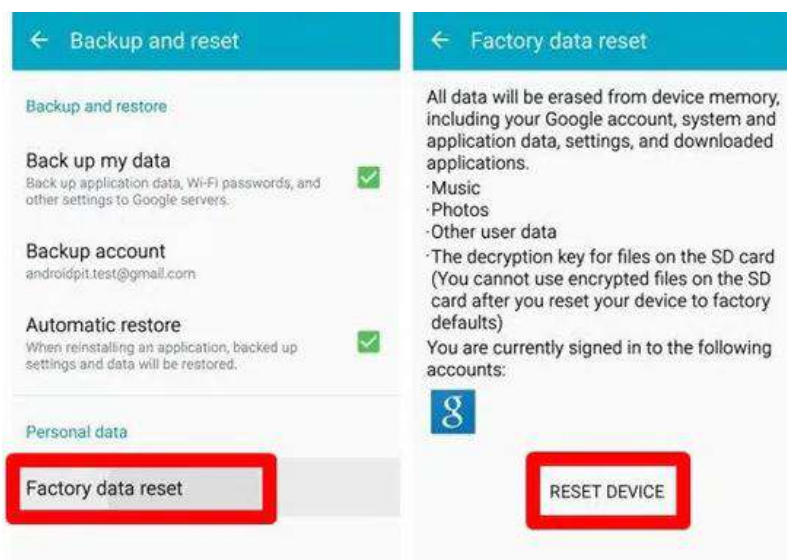 Backup and reset
Backup and restore
Back up my data
Back up application data, Wi-Fi passwords, and
other settings to Google servers.
Backup account
androidpit.test@gmail.com
Automatic restore
When reinstalling an application, backed up
settings and data will be restored.
Personal data
Factory data reset
Factory data reset
All data will be erased from device memory,
including your Google account, system and
application data, settings, and downloaded
applications.
·Music
·Photos
·Other user data
·The decryption key for files on the SD card
(You cannot use encrypted files on the SD
card after you reset your device to factory
defaults)
You are currently signed in to the following
accounts:
g
RESET DEVICE